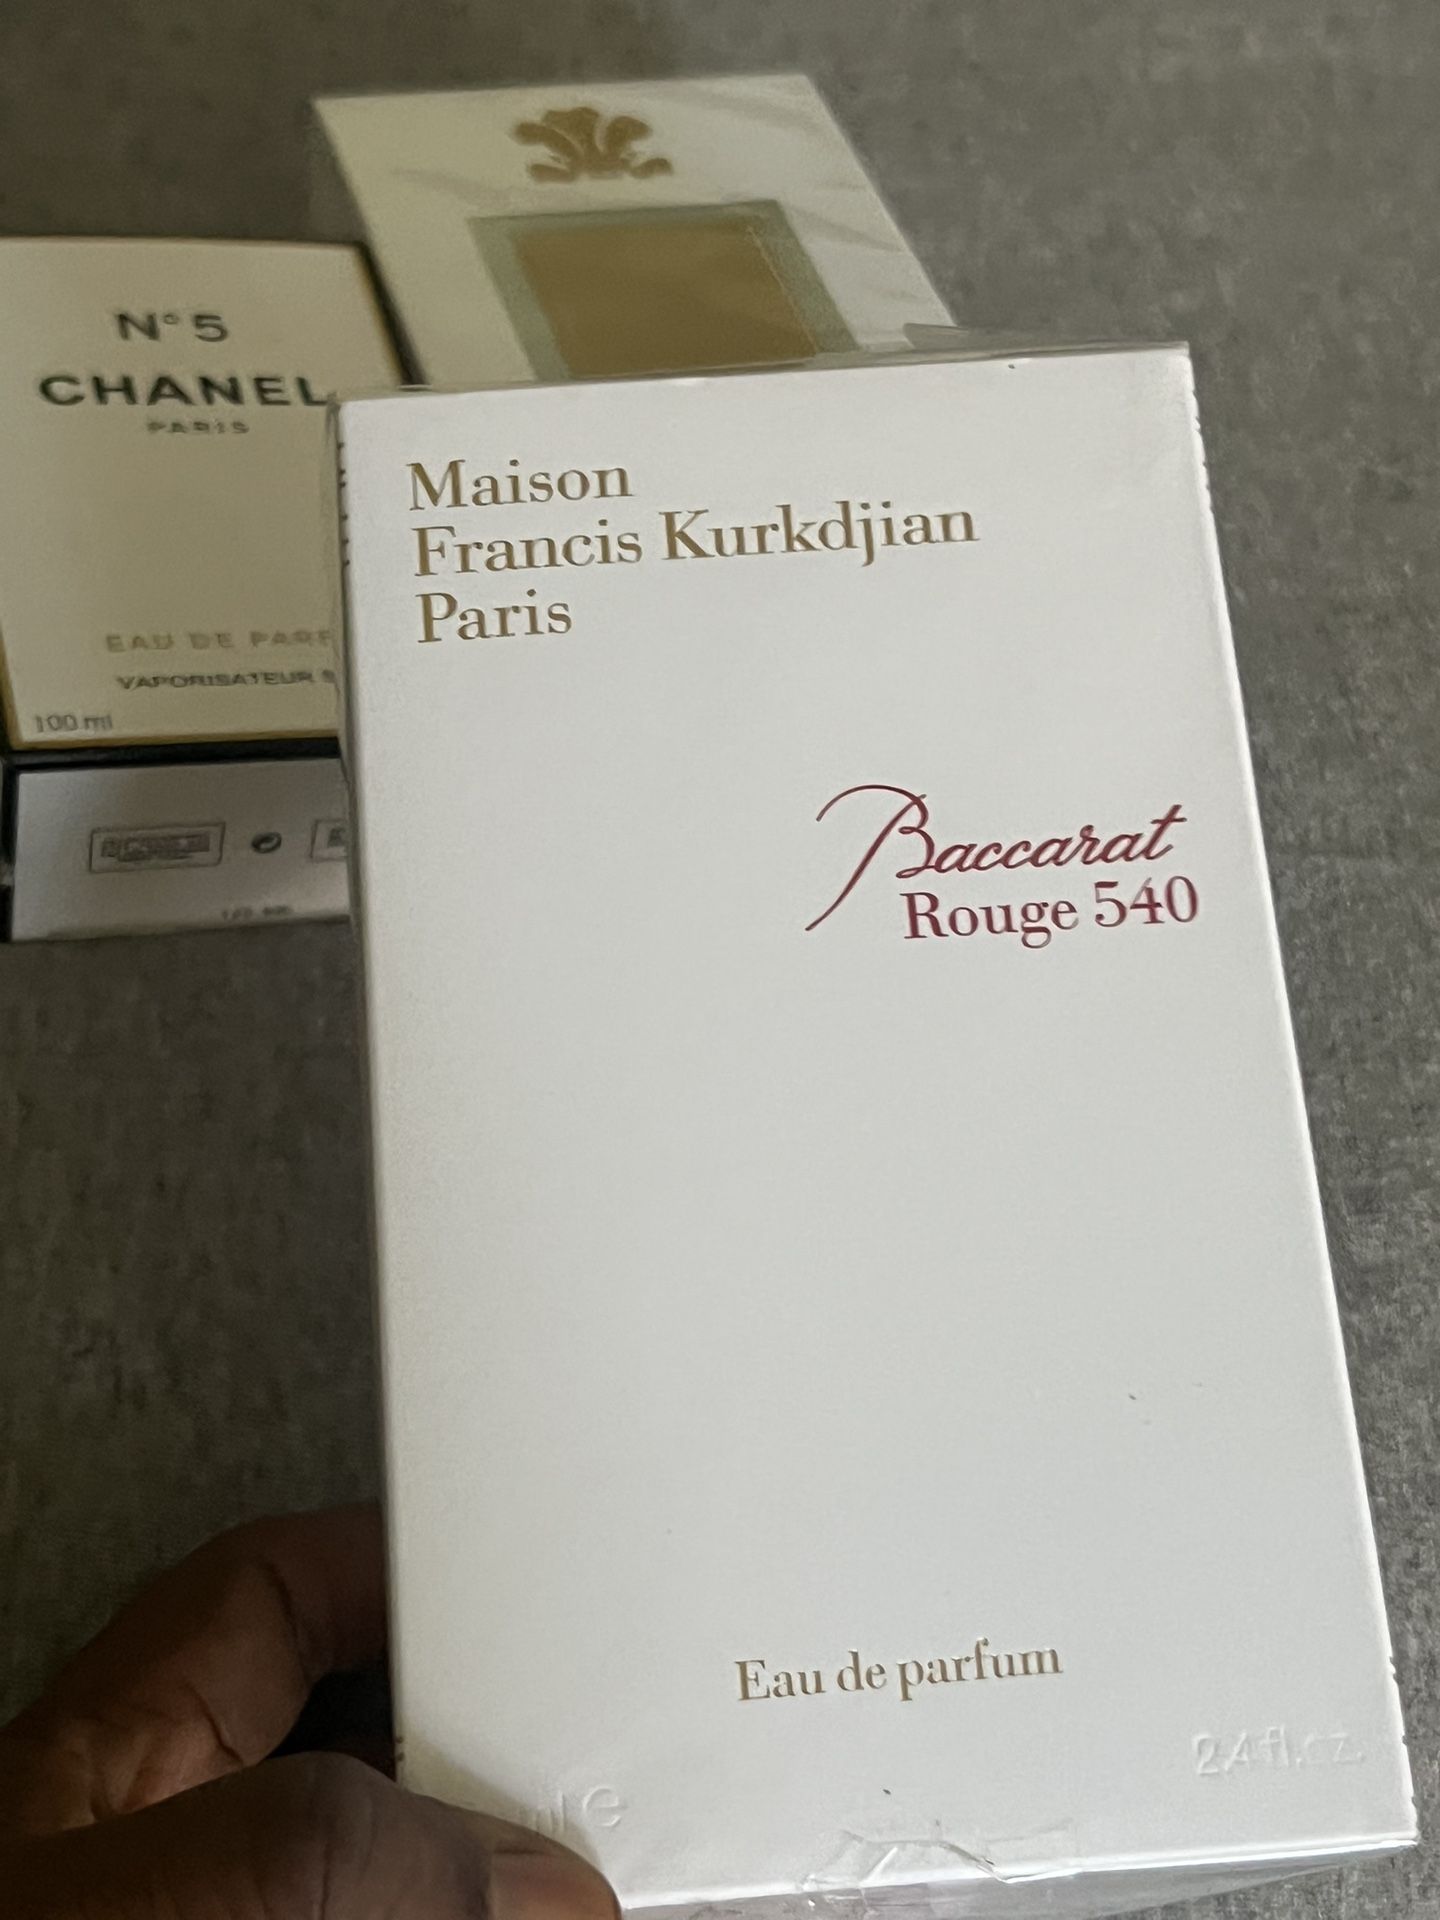 N°5
CHANEL
PARIS
EAU DE
VAPORISATEUR
100 ml
Maison
Francis Kurkdjian
Paris
Baccarat
Rouge 540
Eau de parfum
2.4 fl.oz.
e